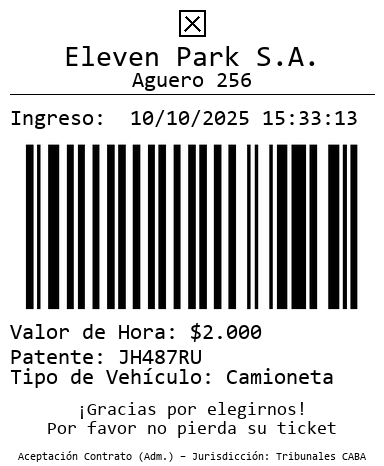 Eleven Park S.A.
Aguero 256
Ingreso: 10/10/2025 15:33:13
Valor de Hora: $2.000
Patente: JH487RU
Tipo de Vehículo: Camioneta
¡Gracias por elegirnos!
Por favor no pierda su ticket
Aceptación Contrato (Adm.) – Jurisdicción: Tribunales CABA